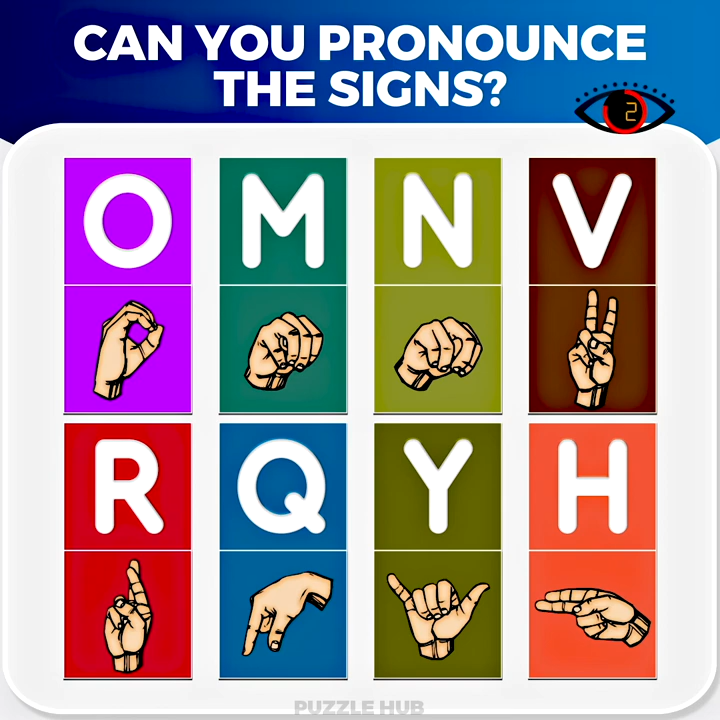 CAN YOU PRONOUNCE
THE SIGNS?
2
O M N V
R Q Y H
PUZZLE HUB